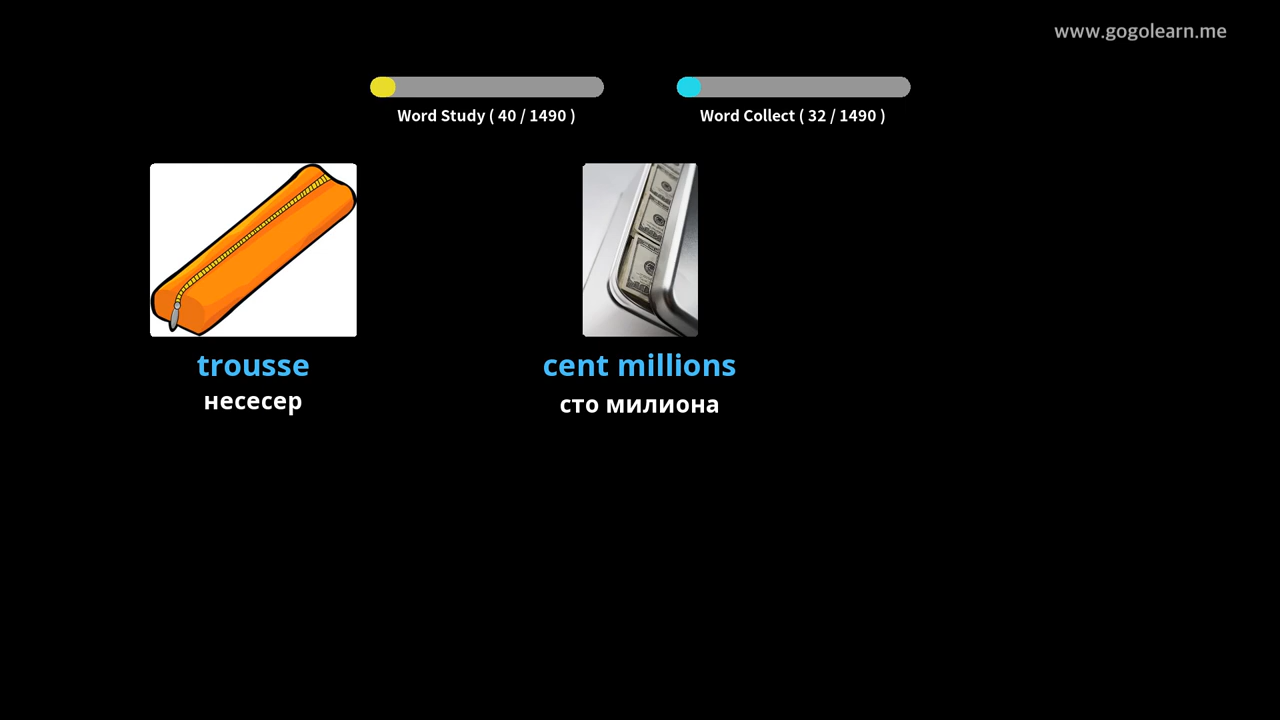 www.gogolearn.me
Word Study ( 40 / 1490 )
Word Collect ( 32 / 1490 )
trousse
несесер
cent millions
сто милиона